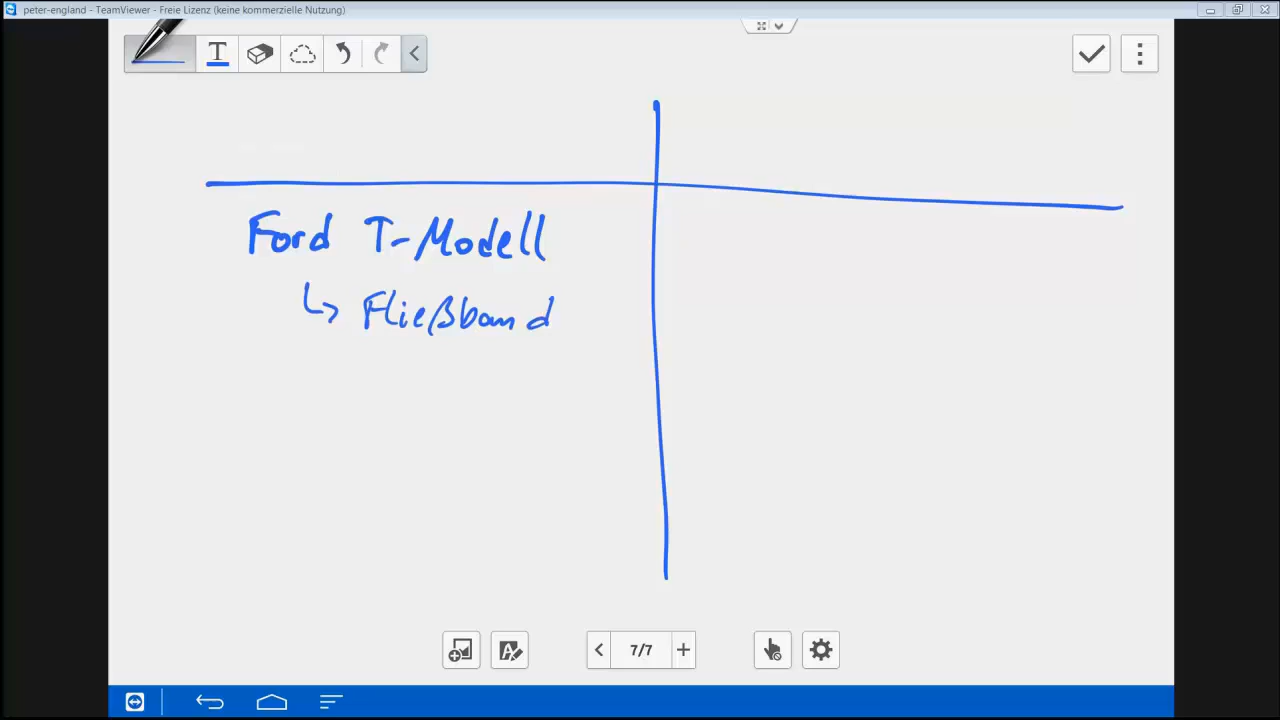 peter-england - TeamViewer - Freie Lizenz (keine kommerzielle Nutzung)
T
Ford T-Modell
↳ Fließband
A
7/7